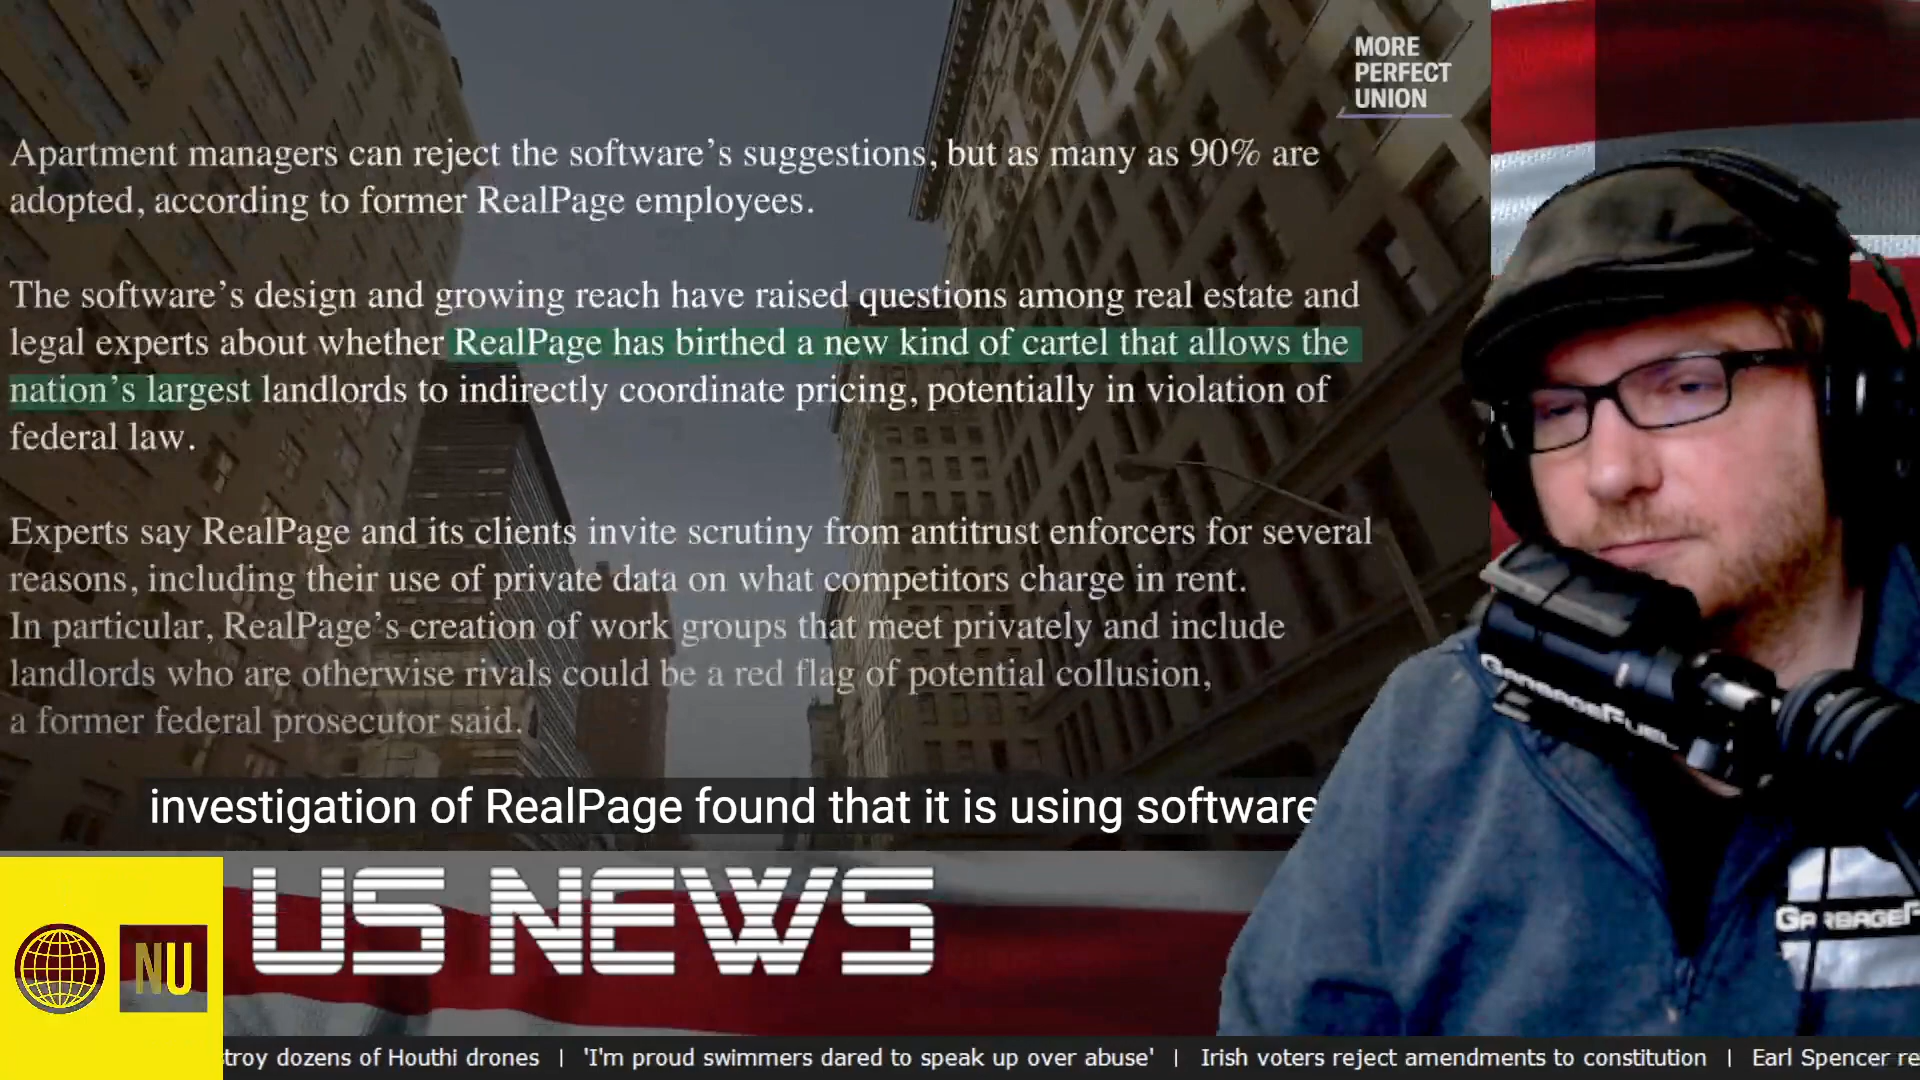 MORE
PERFECT
UNION
Apartment managers can reject the software's suggestions, but as many as 90% are
adopted, according to former RealPage employees.
The software's design and growing reach have raised questions among real estate and
legal experts about whether RealPage has birthed a new kind of cartel that allows the
nation's largest landlords to indirectly coordinate pricing, potentially in violation of
federal law.
Experts say RealPage and its clients invite scrutiny from antitrust enforcers for several
reasons, including their use of private data on what competitors charge in rent.
In particular, RealPage's creation of work groups that meet privately and include
landlords who are otherwise rivals could be a red flag of potential collusion,
a former federal prosecutor said.
investigation of RealPage found that it is using software
GARBAGEFUEL
GARBAGEF
US NEWS
NU
troy dozens of Houthi drones | 'I'm proud swimmers dared to speak up over abuse' | Irish voters reject amendments to constitution | Earl Spencer re